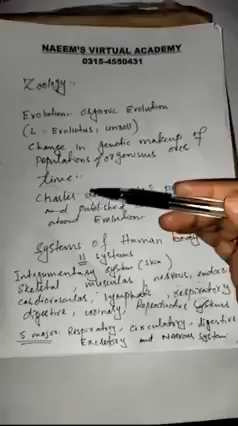 NAEEM'S VIRTUAL ACADEMY
0315-4550431
Zoology..
Evolution: organic Evolution
(L. Evolutus, unroll)
Change in genetic makeup of
populations of organisms over
time..
Charles
and published
about Evolution.
Systems of Human body
11 systems
Integumentary system (skin)
Skeletal, muscular, nervous, endocri
cardiovascular, lymphatic, respiratory
digestive, urinary, Reproductive systems
5 major: Respiratory, circulatory, digestive
Excretory and Nervous system